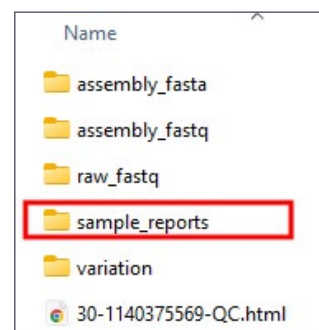 Name
assembly_fasta
assembly_fastq
raw_fastq
sample_reports
variation
30-1140375569-QC.html